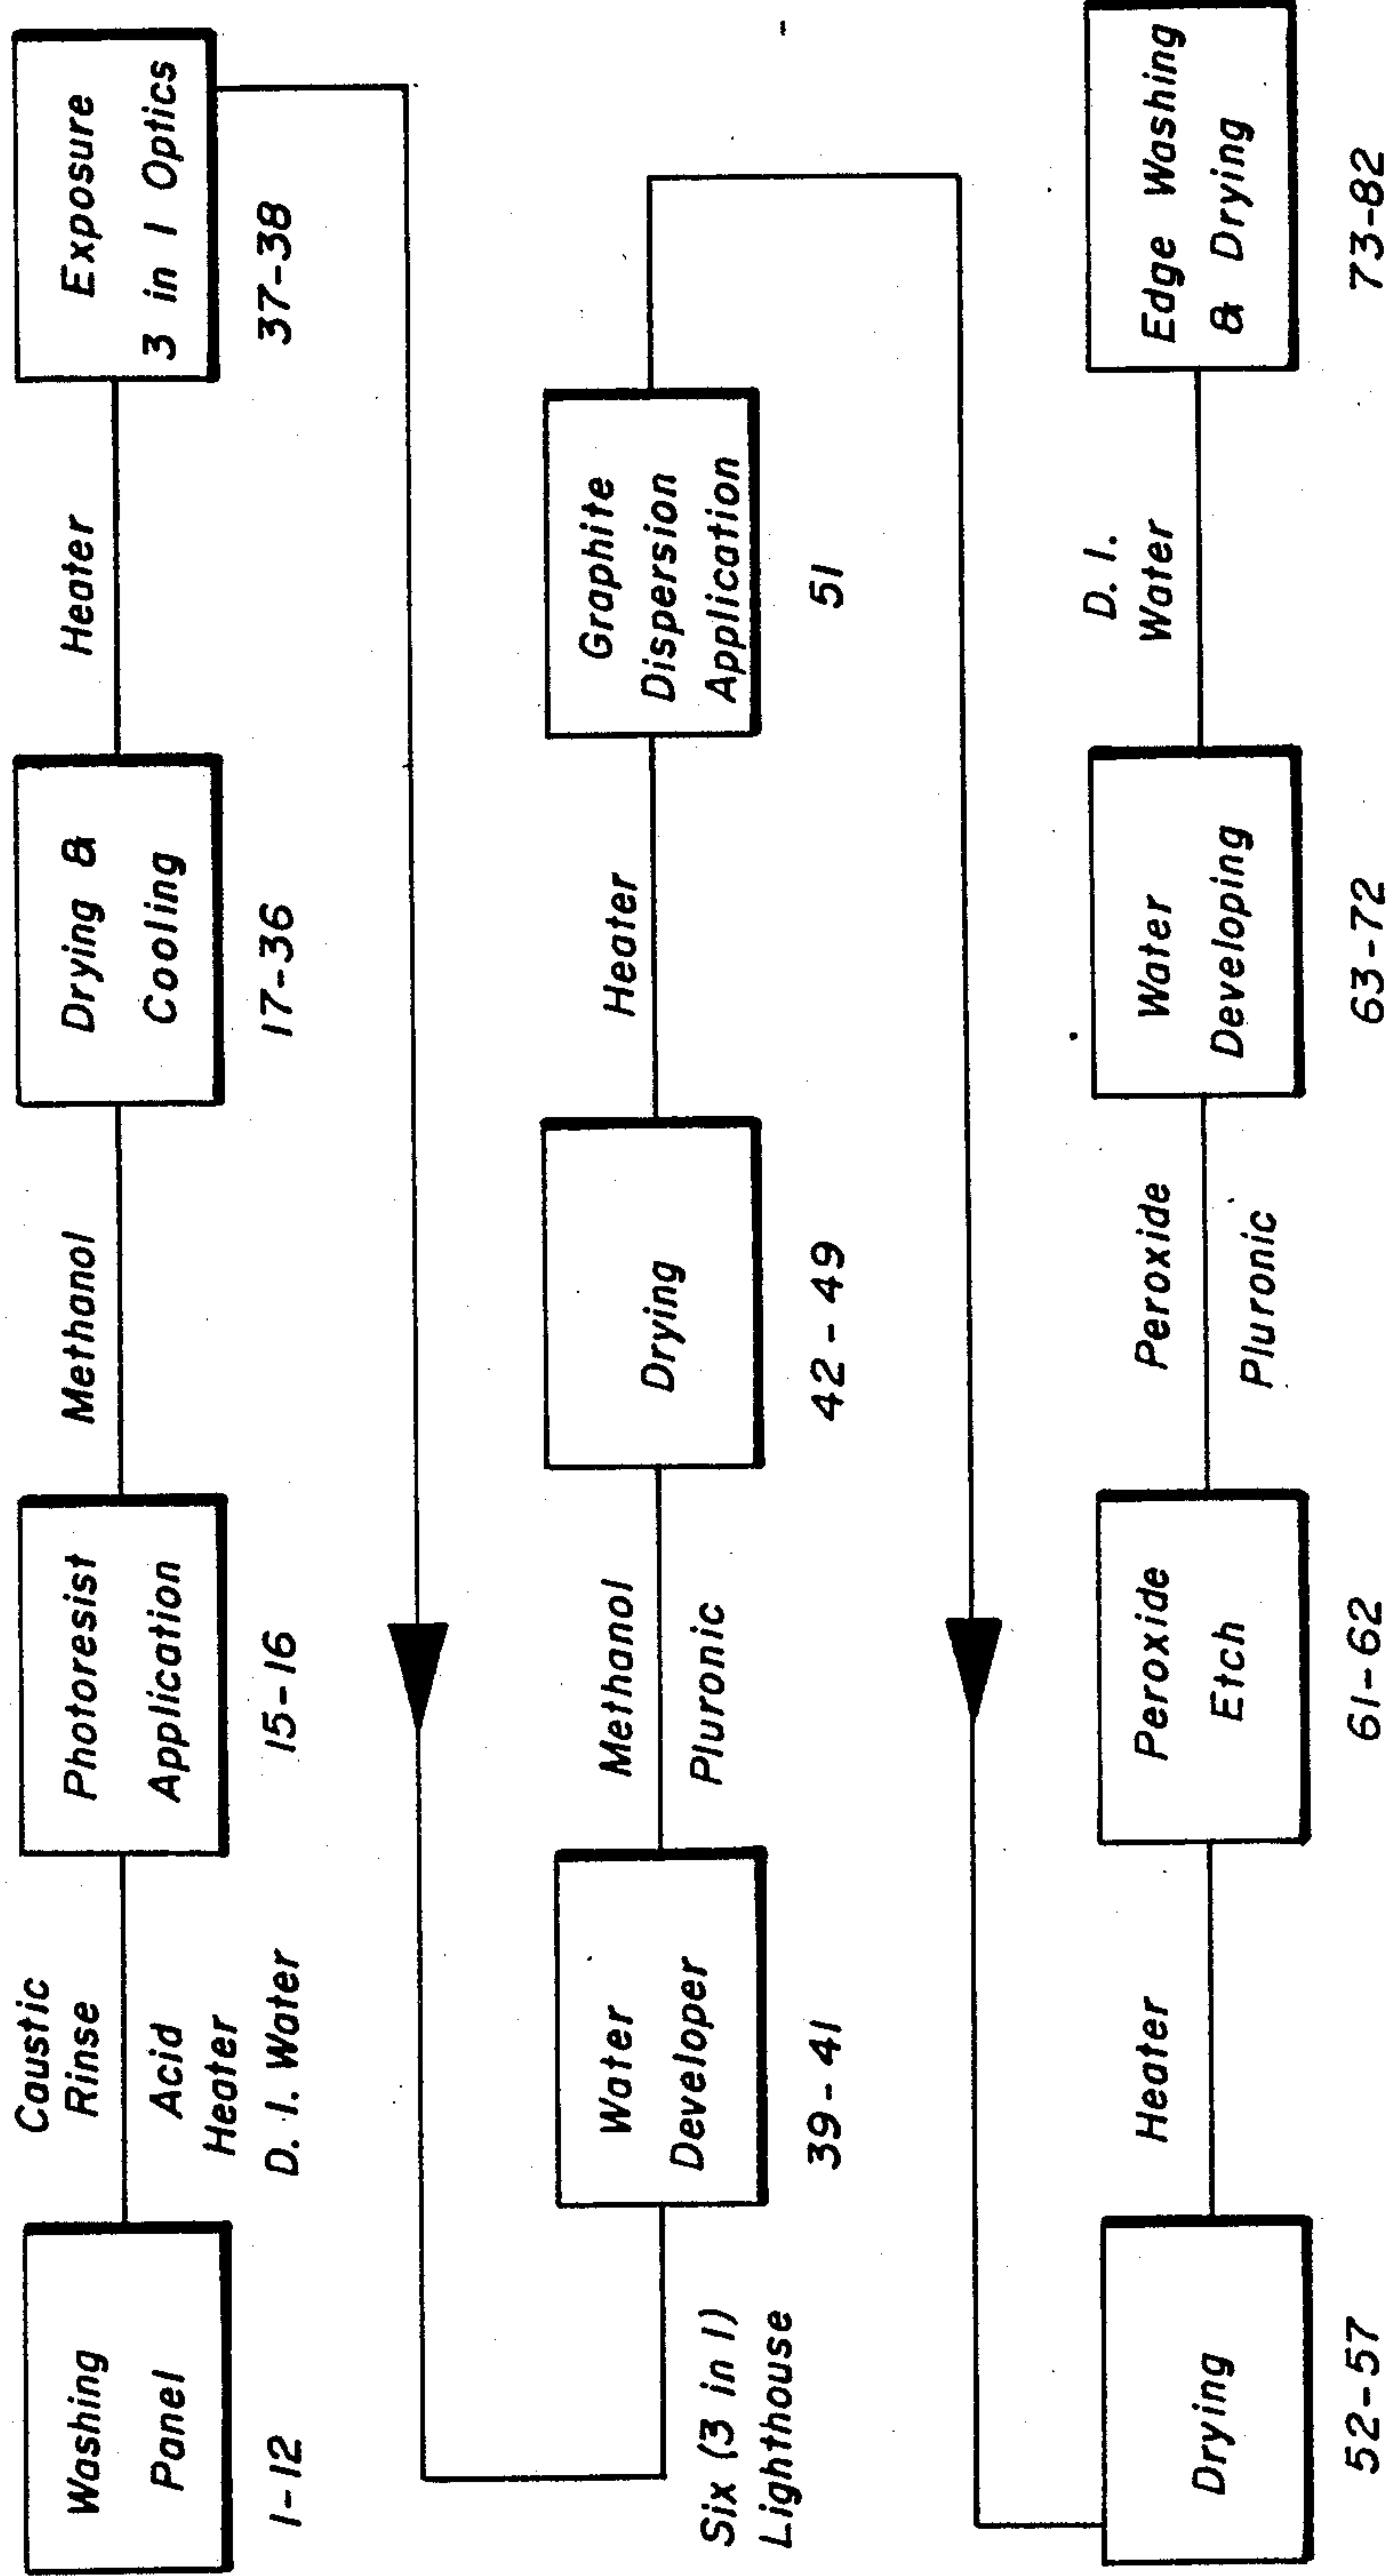 Washing
Panel
1-12
Caustic
Rinse
Acid
Heater
D. I. Water
Photoresist
Application
15-16
Methanol
Drying &
Cooling
17-36
Heater
Exposure
3 in 1 Optics
37-38
Six (3 in 1)
Lighthouse
Water
Developer
39-41
Methanol
Pluronic
Drying
42-49
Heater
Graphite
Dispersion
Application
51
Drying
52-57
Heater
Peroxide
Etch
61-62
Peroxide
Pluronic
Water
Developing
63-72
D. I.
Water
Edge Washing
& Drying
73-82